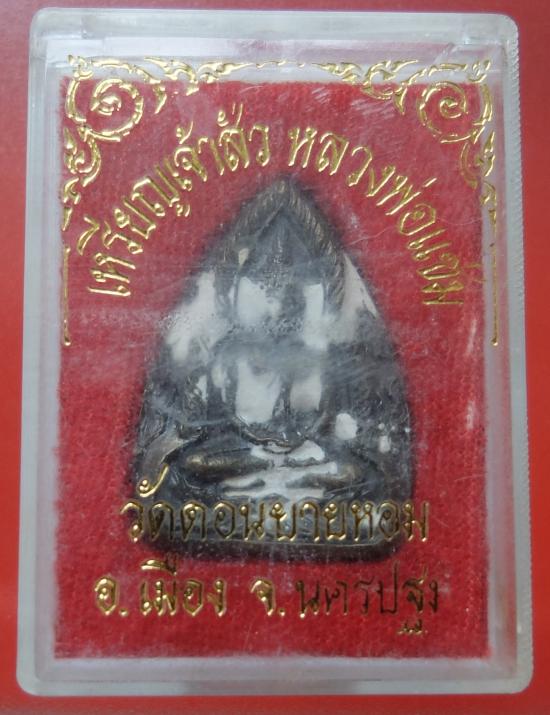 เหรียญเจ้าสัว หลวงพ่อแช่ม
วัดดอนยายหอม
อ.เมือง จ.นครปฐม